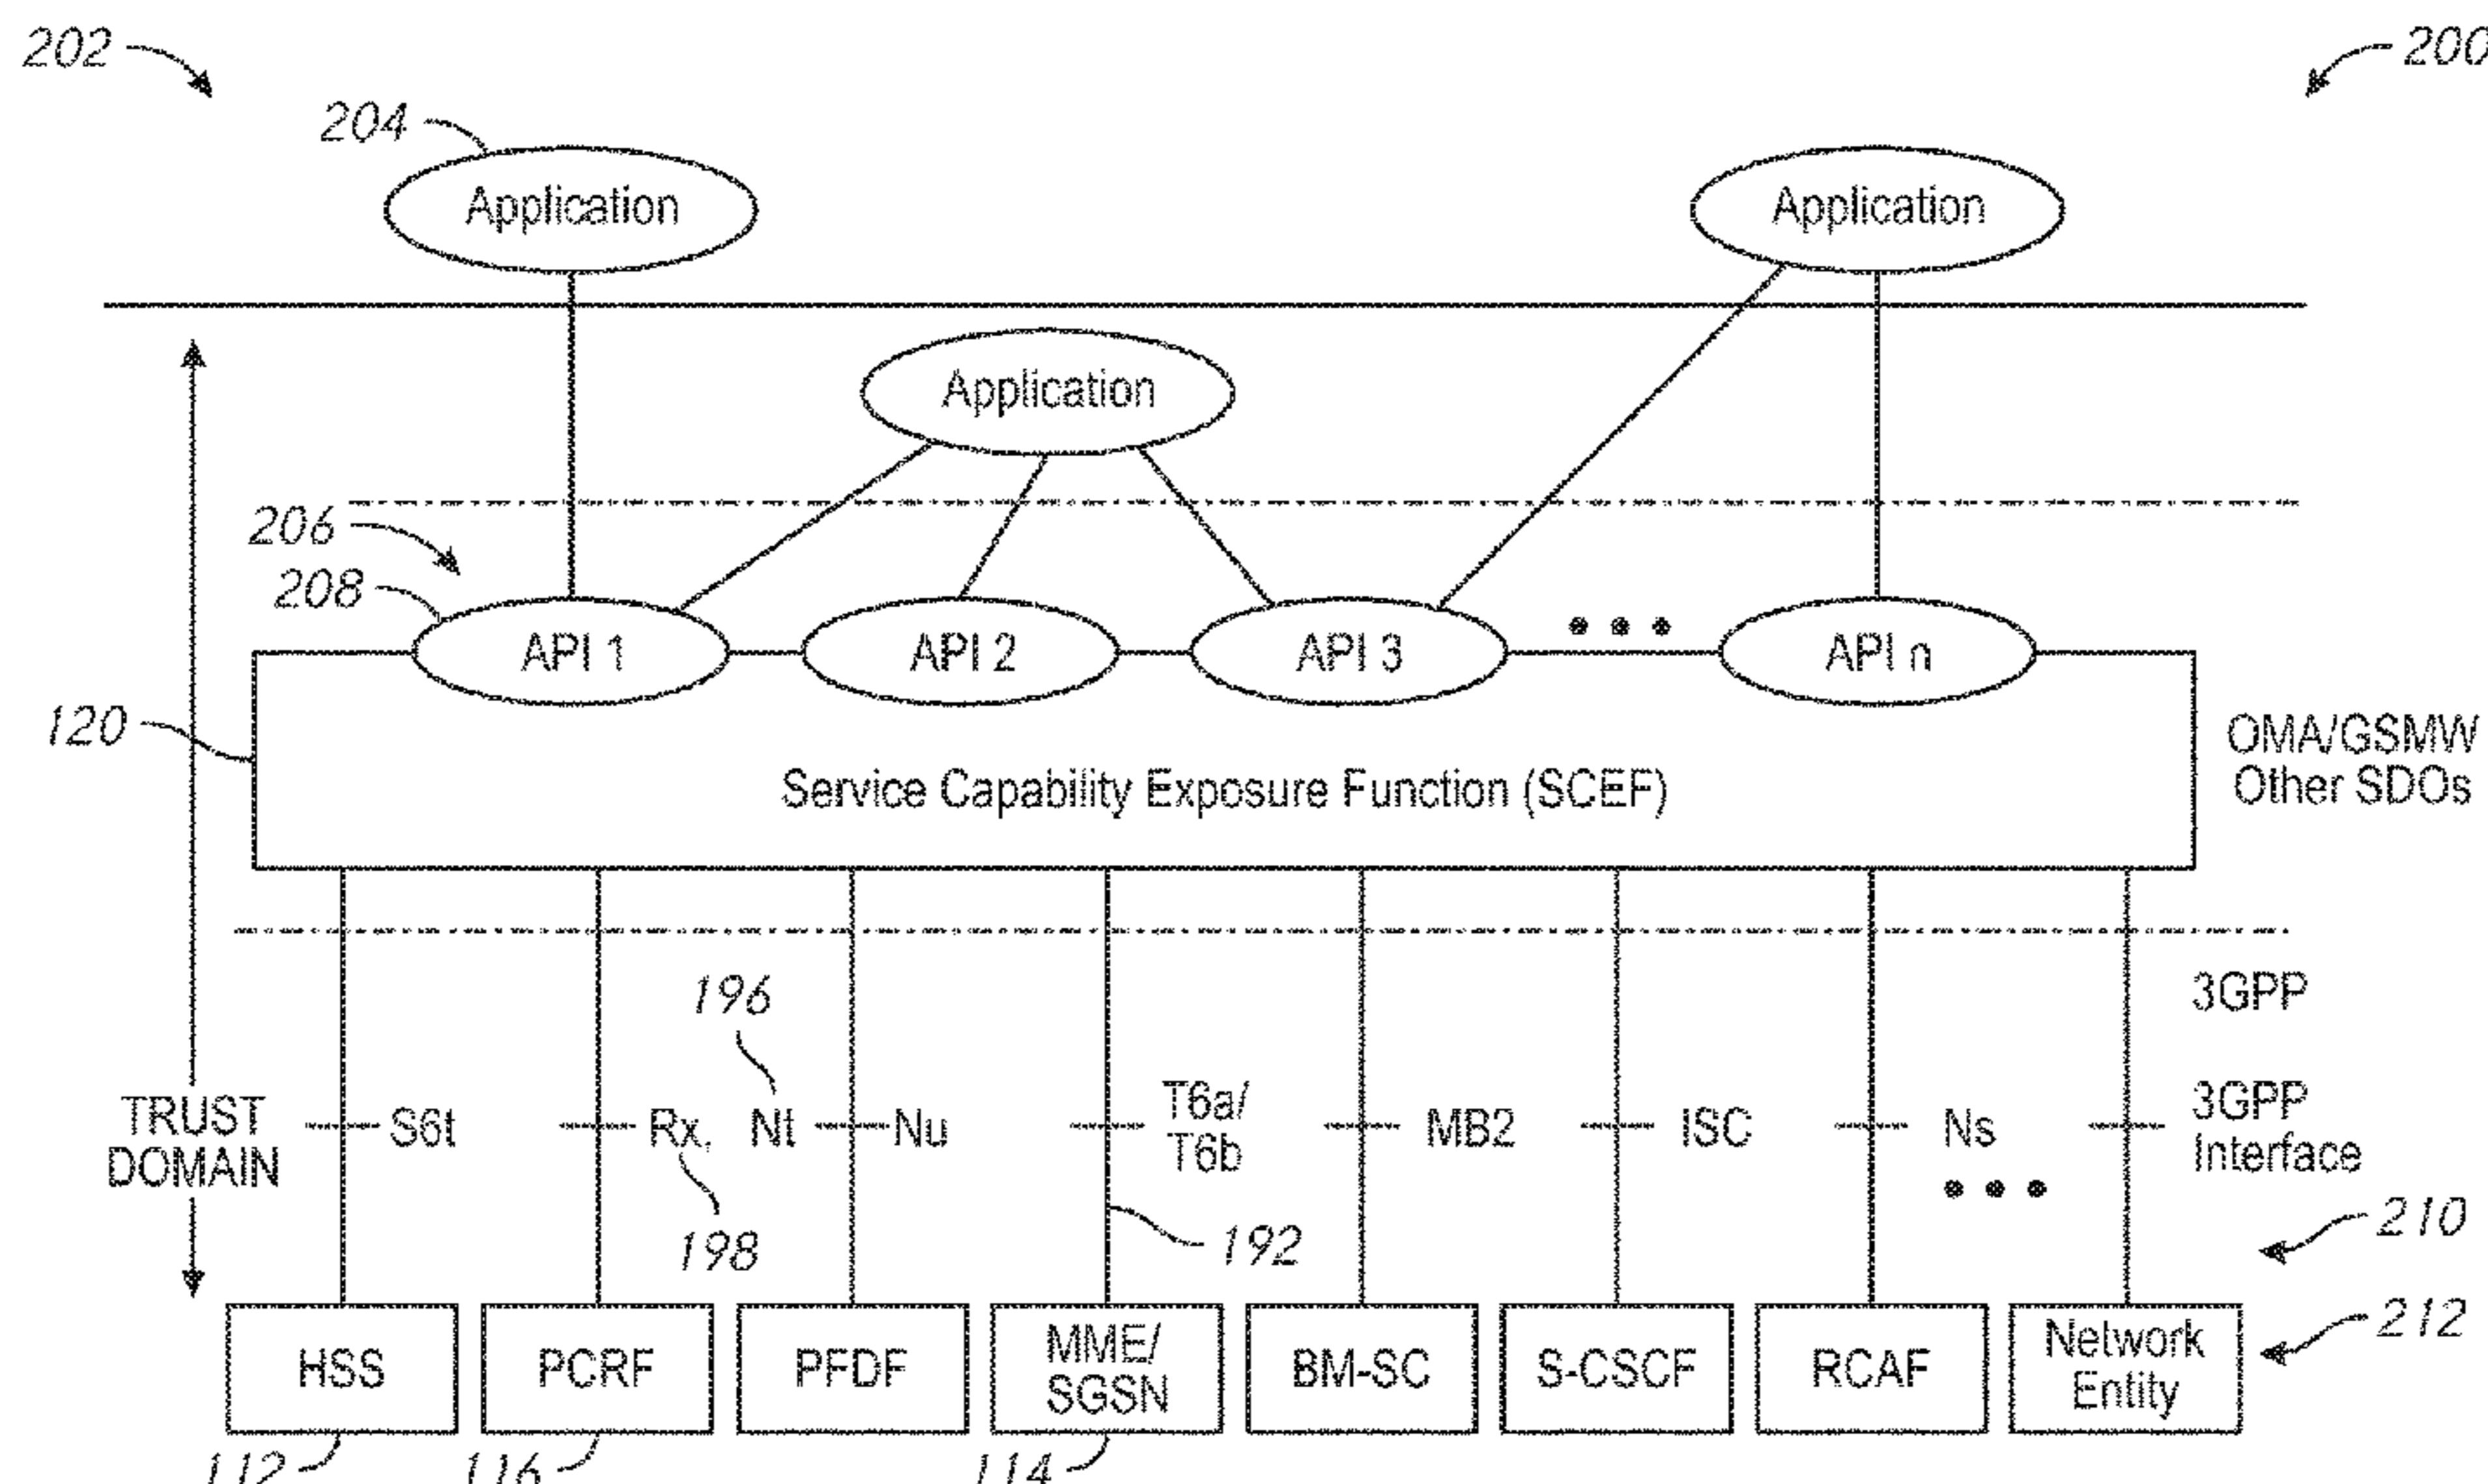 202
200
204
Application
Application
Application
206
208
API 1
API 2
API 3
API n
120
Service Capability Exposure Function (SCEF)
OMA/GSMW
Other SDOs
196
3GPP
TRUST
DOMAIN
S6t
Rx,
Nt
Nu
T6a/
T6b
MB2
ISC
Ns
3GPP
Interface
198
192
210
212
HSS
PCRF
PFDF
MME/
SGSN
BM-SC
S-CSCF
RCAF
Network
Entity
112
116
114